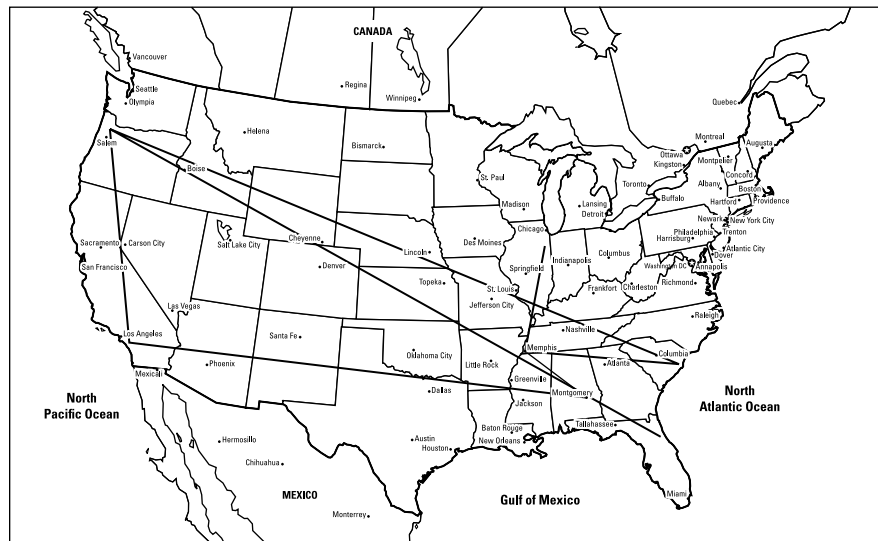 CANADA
Vancouver
Seattle
Olympia
Regina
Winnipeg
Quebec
Salem
Helena
Bismarck
Montreal
Augusta
Ottawa
Kingston
Montpelier
Boise
St. Paul
Toronto
Concord
Albany
Boston
Madison
Lansing
Detroit
Buffalo
Hartford
Providence
Newark
New York City
Chicago
Philadelphia
Trenton
Harrisburg
Sacramento
Carson City
Salt Lake City
Cheyenne
Lincoln
Des Moines
Columbus
Atlantic City
Dover
San Francisco
Denver
Springfield
Indianapolis
Washington DC
Annapolis
Topeka
St. Louis
Jefferson City
Frankfort
Charleston
Richmond
Las Vegas
Raleigh
Los Angeles
Santa Fe
Nashville
Memphis
Oklahoma City
Columbia
Little Rock
Atlanta
Mexicali
Phoenix
Greenville
Dallas
Montgomery
North
Pacific Ocean
North
Atlantic Ocean
Jackson
Baton Rouge
Tallahassee
Hermosillo
Austin
New Orleans
Houston
Chihuahua
MEXICO
Gulf of Mexico
Miami
Monterrey